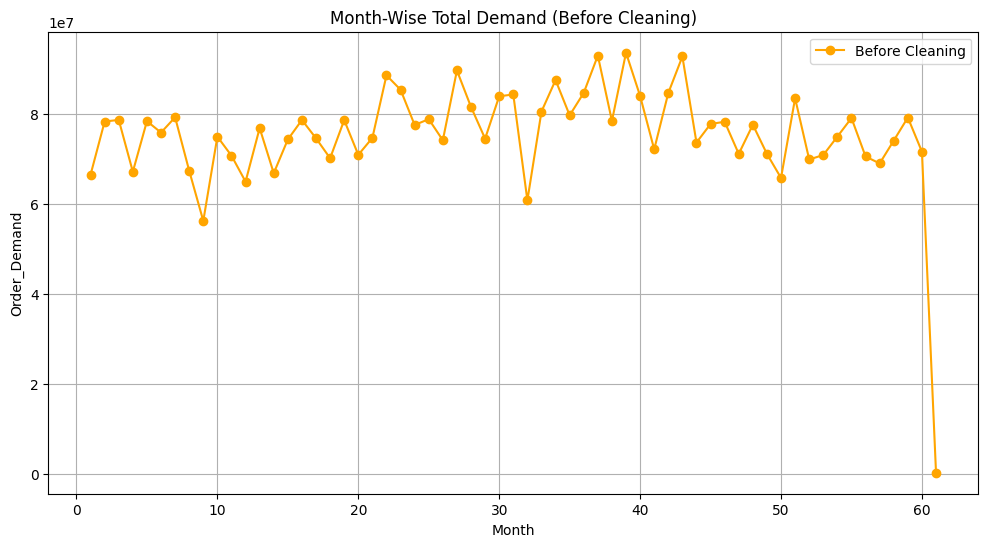 Month-Wise Total Demand (Before Cleaning)
1e7
Before Cleaning
8
6
4
2
0
Order_Demand
0 10 20 30 40 50 60
Month